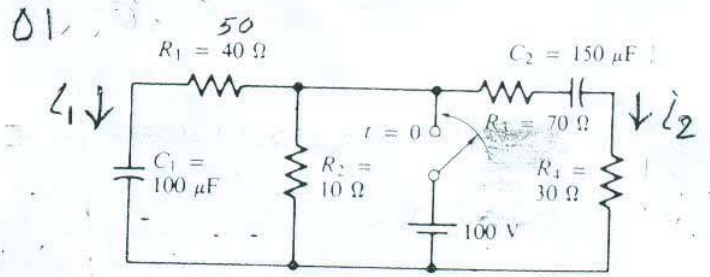 01
50
R₁ = 40 Ω
C₂ = 150 μF
i₁
t = 0
R₃ = 70 Ω
i₂
C₁ =
100 μF
R₂ =
10 Ω
R₄ =
30 Ω
100 V